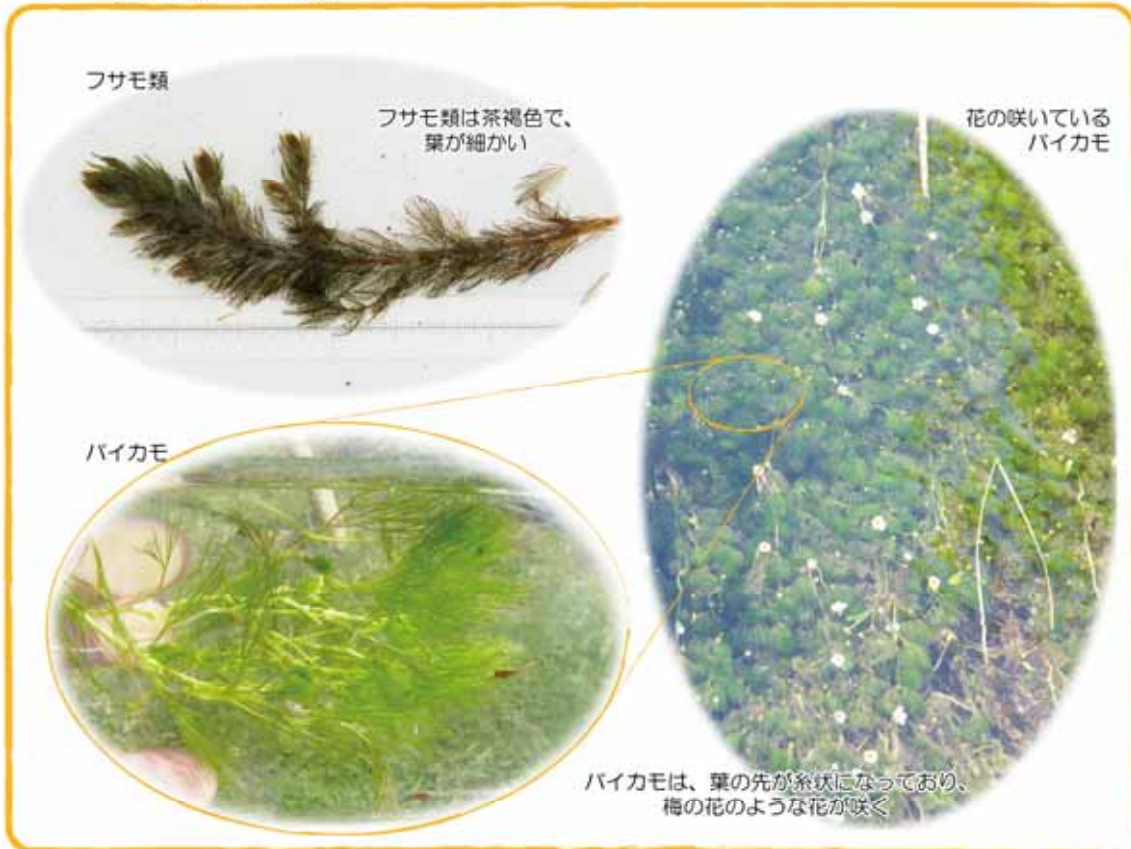 フサモ類
フサモ類は茶褐色で、
葉が細かい
花の咲いている
バイカモ
バイカモ
バイカモは、葉の先が糸状になっており、
梅の花のような花が咲く